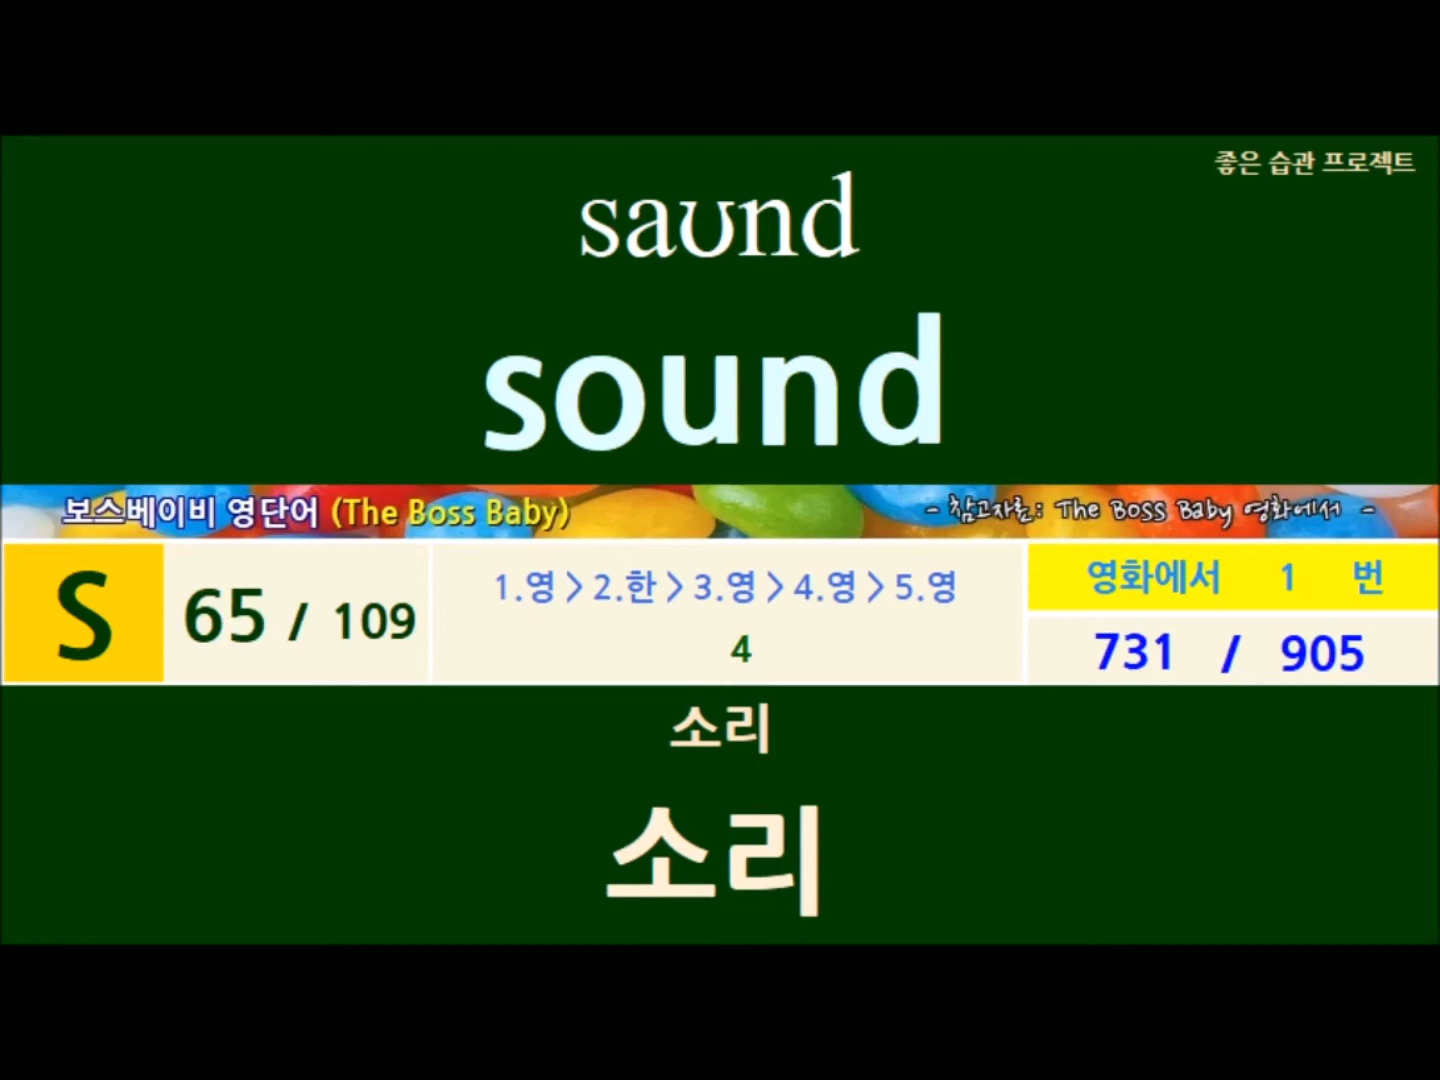 좋은 습관 프로젝트
saʊnd
sound
보스베이비 영단어 (The Boss Baby)
- 참고자료: The Boss Baby 영화에서 -
S
65 / 109
1.영 > 2.한 > 3.영 > 4.영 > 5.영
4
영화에서 1 번
731 / 905
소리
소리